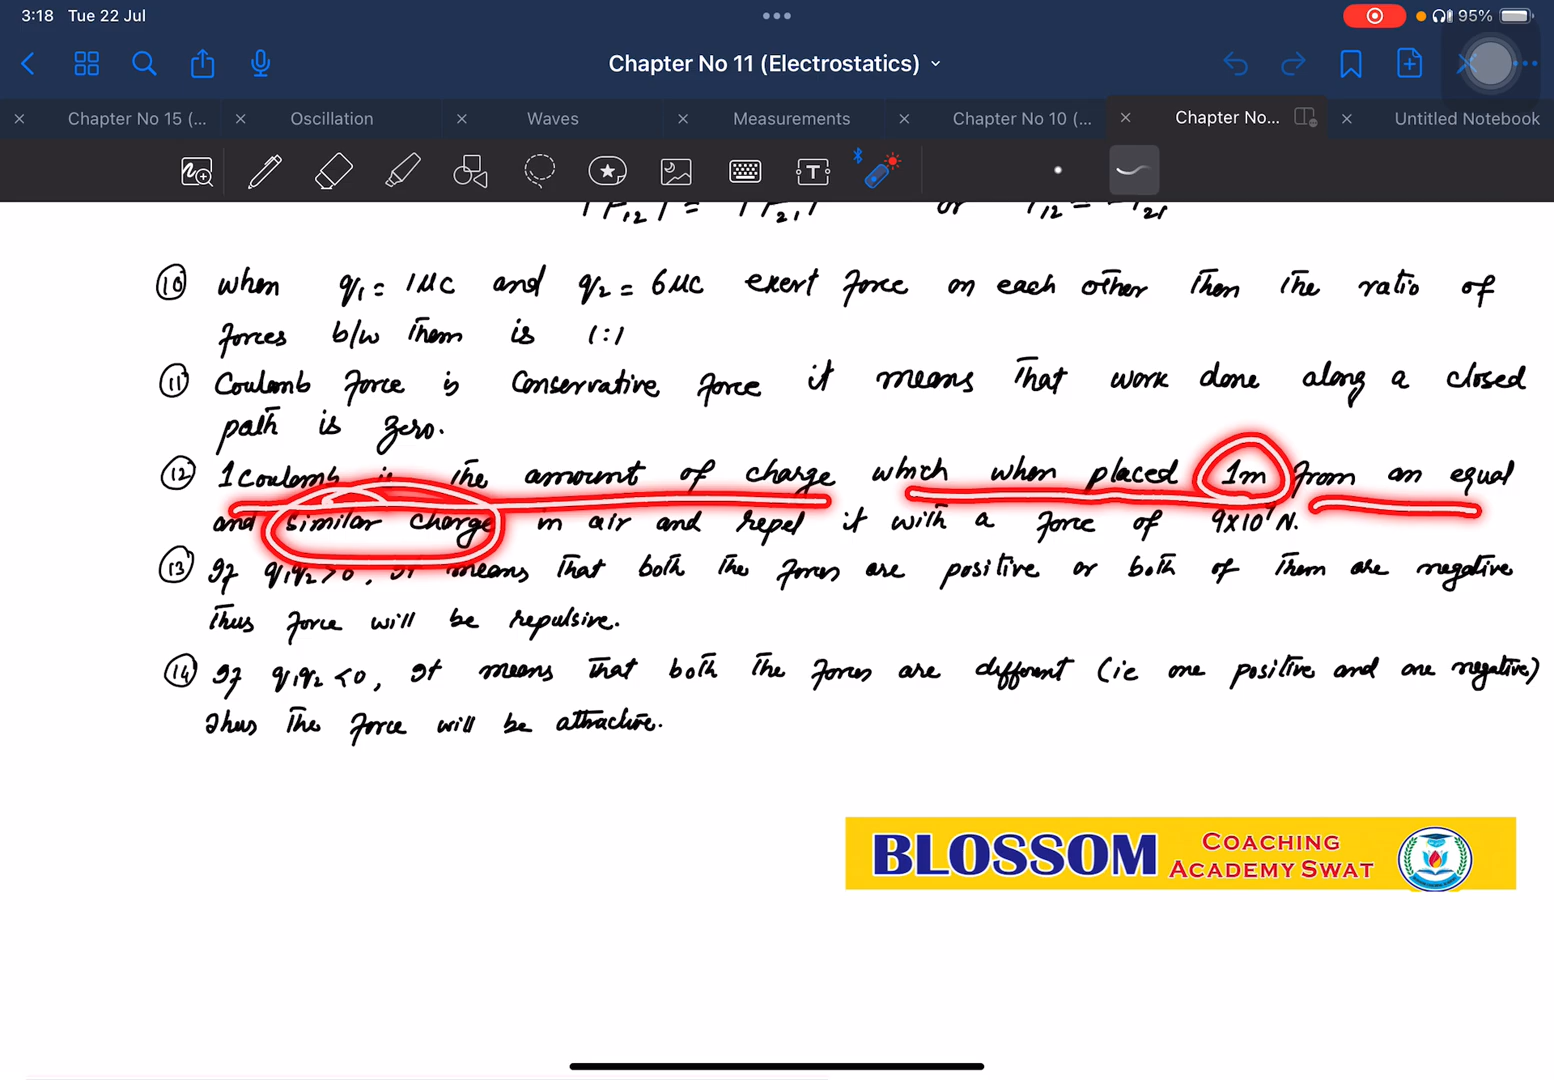 3:18 Tue 22 Jul
95%
Chapter No 11 (Electrostatics)
Chapter No 15 (...
Oscillation
Waves
Measurements
Chapter No 10 (...
Chapter No...
Untitled Notebook
|F12| = |F21| or F12 = -F21
(10) when q1 = 1μC and q2 = 6μC exert force on each other then the ratio of
forces b/w them is 1:1
(11) Coulomb force is conservative force it means that work done along a closed
path is zero.
(12) 1 Coulomb is the amount of charge which when placed 1m from an equal
and similar charge in air and repel it with a force of 9x10⁹N.
(13) If q1q2>0, It means that both the forces are positive or both of them are negative
Thus force will be repulsive.
(14) If q1q2 <0, It means that both the forces are different (ie one positive and one negative)
Thus the force will be attractive.
BLOSSOM COACHING
ACADEMY SWAT